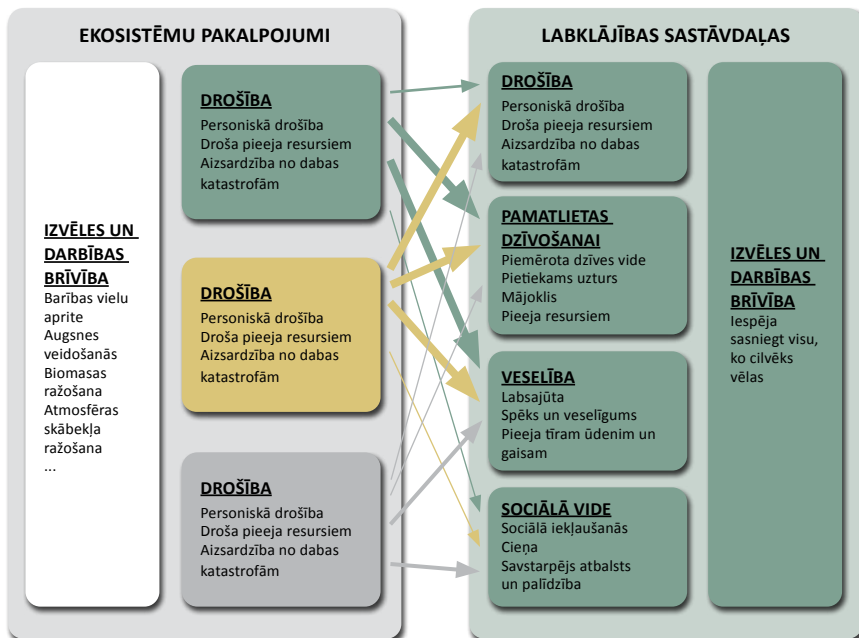 EKOSISTĒMU PAKALPOJUMI
IZVĒLES UN
DARBĪBAS
BRĪVĪBA
Barības vielu
aprite
Augsnes
veidošanās
Biomasas
ražošana
Atmosfēras
skābekļa
ražošana
...
DROŠĪBA
Personiskā drošība
Droša pieeja resursiem
Aizsardzība no dabas
katastrofām
DROŠĪBA
Personiskā drošība
Droša pieeja resursiem
Aizsardzība no dabas
katastrofām
DROŠĪBA
Personiskā drošība
Droša pieeja resursiem
Aizsardzība no dabas
katastrofām
LABKLĀJĪBAS SASTĀVDAĻAS
DROŠĪBA
Personiskā drošība
Droša pieeja resursiem
Aizsardzība no dabas
katastrofām
PAMATLIETAS
DZĪVOŠANAI
Piemērota dzīves vide
Pietiekams uzturs
Mājoklis
Pieeja resursiem
VESELĪBA
Labsajūta
Spēks un veselīgums
Pieeja tīram ūdenim un
gaisam
SOCIĀLĀ VIDE
Sociālā iekļaušanās
Cieņa
Savstarpējs atbalsts
un palīdzība
IZVĒLES UN
DARBĪBAS
BRĪVĪBA
Iespēja
sasniegt visu,
ko cilvēks
vēlas